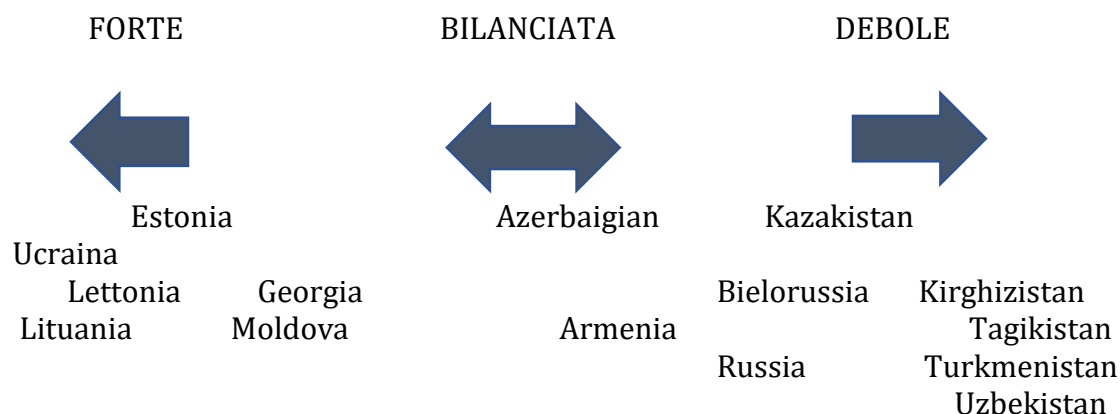 FORTE BILANCIATA DEBOLE
Estonia Azerbaigian Kazakistan
Ucraina
Lettonia Georgia Bielorussia Kirghizistan
Lituania Moldova Armenia Tagikistan
Russia Turkmenistan
Uzbekistan